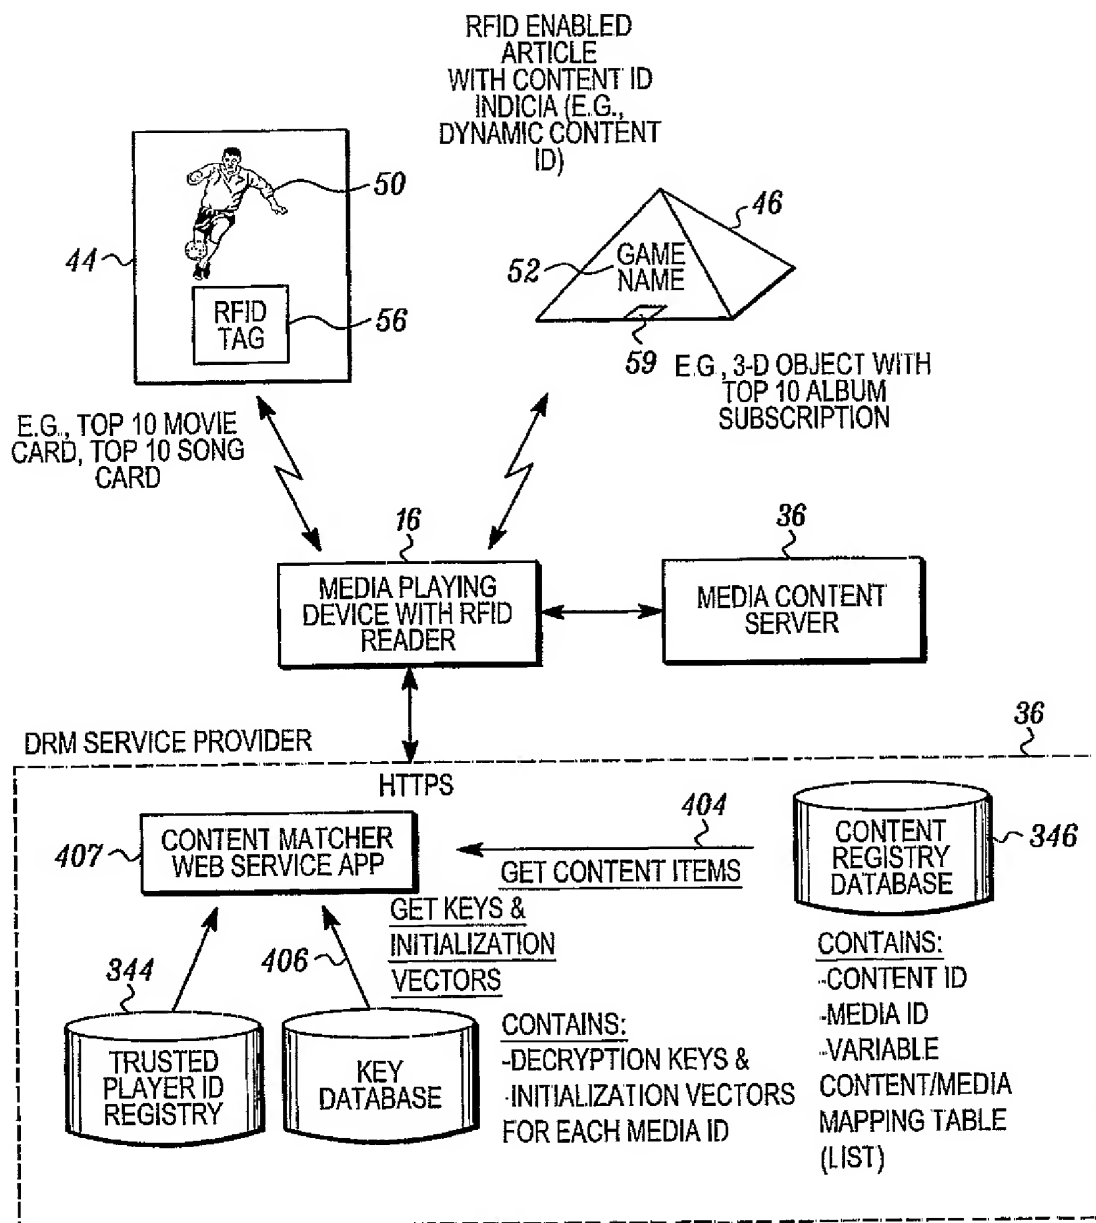 RFID ENABLED
ARTICLE
WITH CONTENT ID
INDICIA (E.G.,
DYNAMIC CONTENT
ID)
50
44
RFID
TAG
56
46
52
GAME
NAME
59
E.G., 3-D OBJECT WITH
TOP 10 ALBUM
SUBSCRIPTION
E.G., TOP 10 MOVIE
CARD, TOP 10 SONG
CARD
16
MEDIA PLAYING
DEVICE WITH RFID
READER
36
MEDIA CONTENT
SERVER
DRM SERVICE PROVIDER
36
HTTPS
407
CONTENT MATCHER
WEB SERVICE APP
404
GET CONTENT ITEMS
CONTENT
REGISTRY
DATABASE
346
GET KEYS &
INITIALIZATION
VECTORS
406
344
TRUSTED
PLAYER ID
REGISTRY
KEY
DATABASE
CONTAINS:
-DECRYPTION KEYS &
-INITIALIZATION VECTORS
FOR EACH MEDIA ID
CONTAINS:
-CONTENT ID
-MEDIA ID
-VARIABLE
CONTENT/MEDIA
MAPPING TABLE
(LIST)